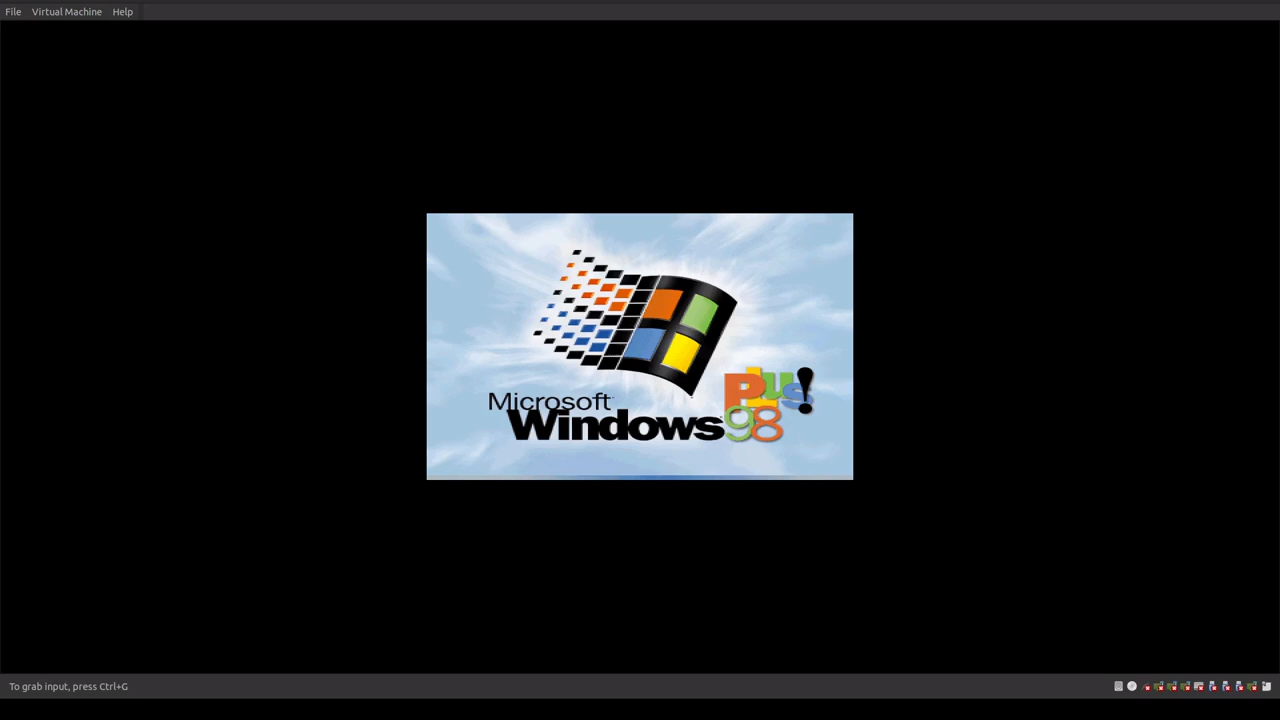 File Virtual Machine Help
Plus!
Microsoft
Windows 98
To grab input, press Ctrl+G